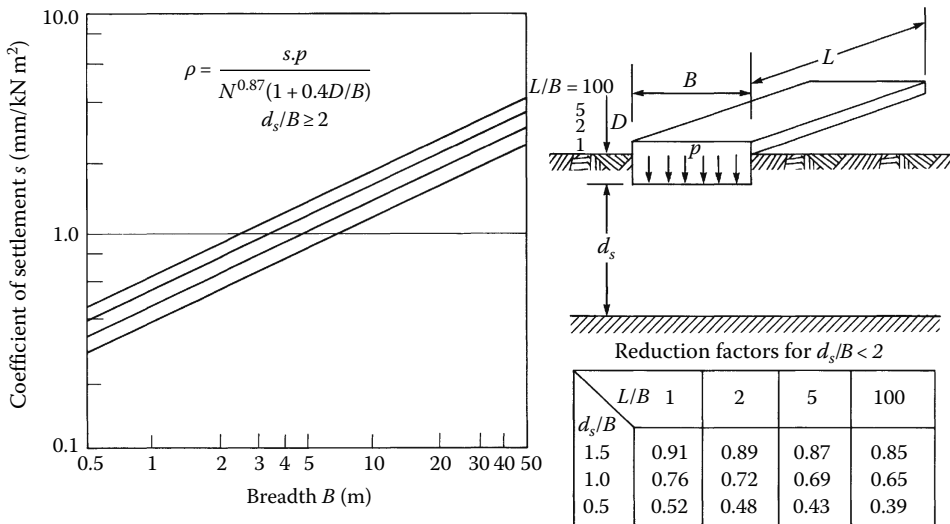 10.0
1.0
0.1
Coefficient of settlement s (mm/kN m²)
ρ = s.p / N^0.87(1 + 0.4D/B)
d_s/B ≥ 2
0.5 1 2 3 4 5 10 20 30 40 50
Breadth B (m)
L/B = 100
5
2
1
D
B
L
p
d_s
Reduction factors for d_s/B < 2
L/B 1 2 5 100
d_s/B
1.5 0.91 0.89 0.87 0.85
1.0 0.76 0.72 0.69 0.65
0.5 0.52 0.48 0.43 0.39